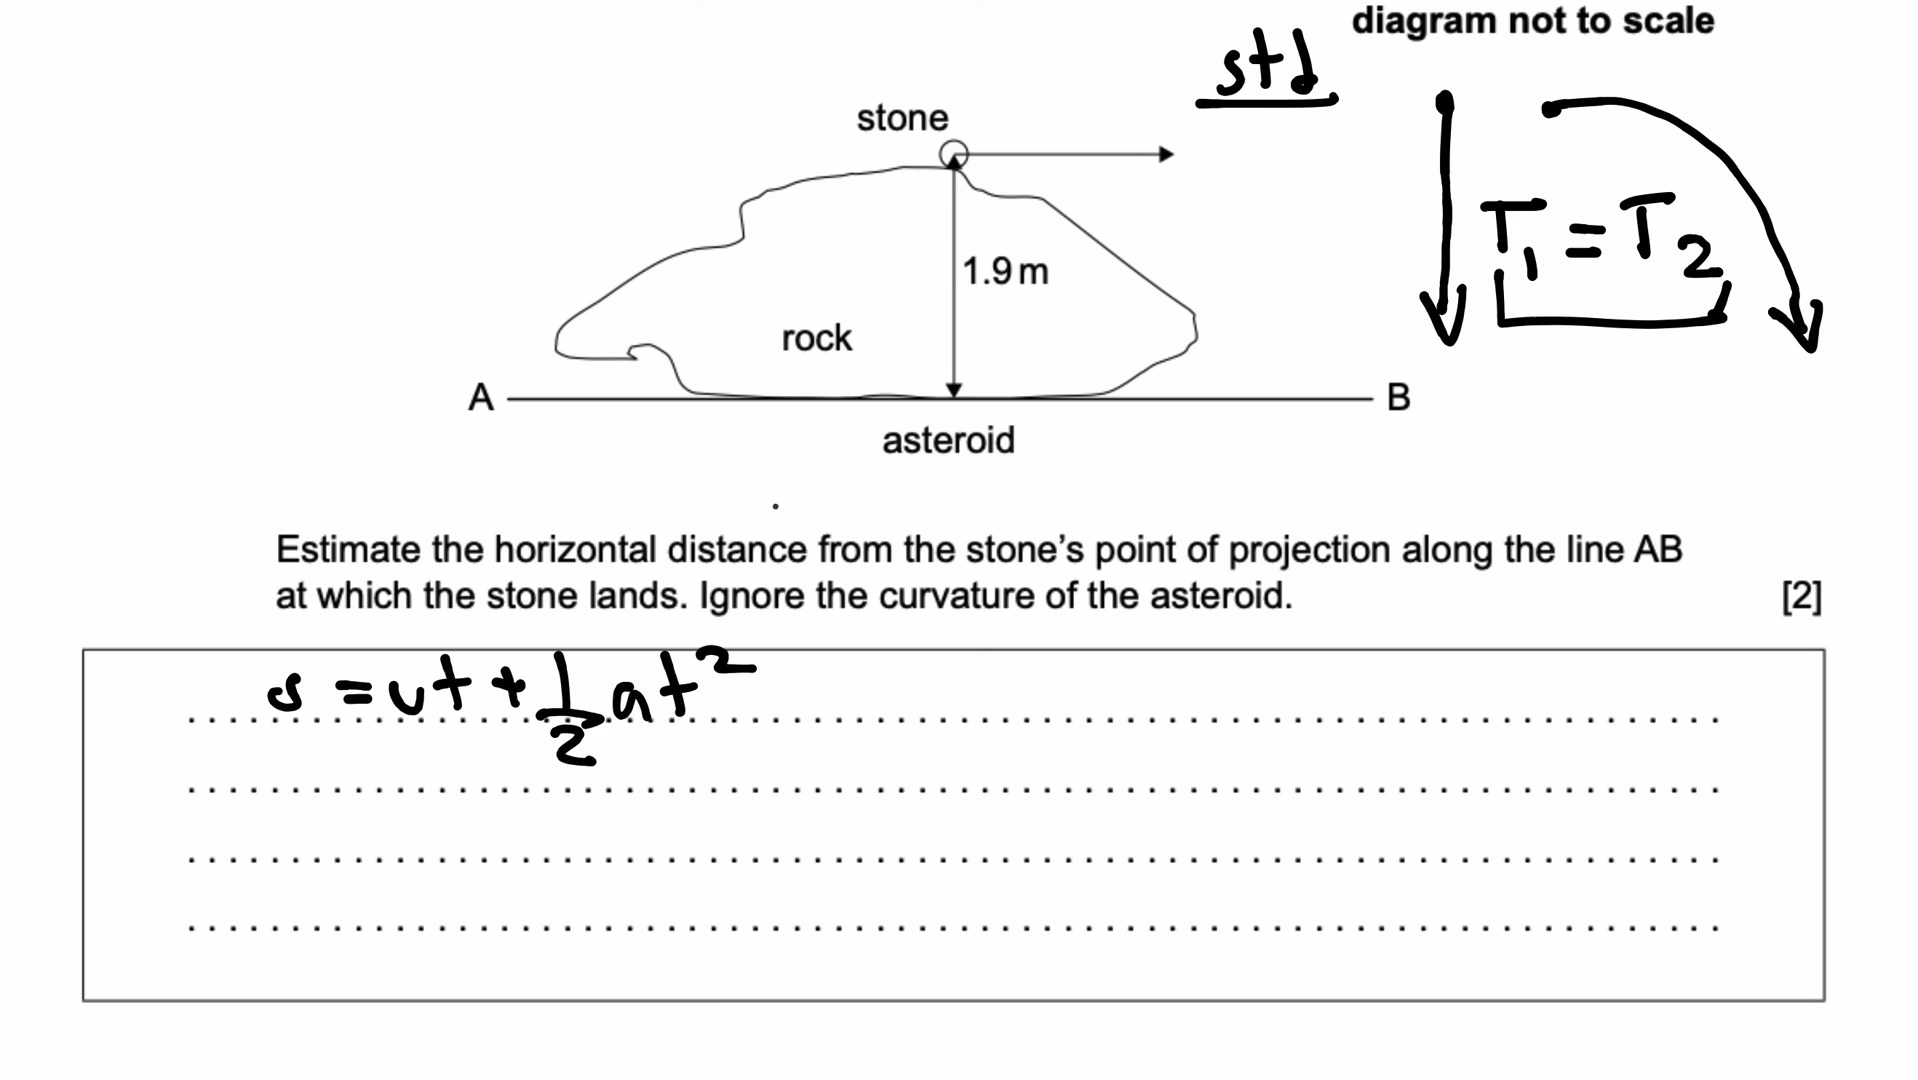 diagram not to scale
std
stone
T₁ = T₂
1.9 m
rock
A
B
asteroid
Estimate the horizontal distance from the stone's point of projection along the line AB
at which the stone lands. Ignore the curvature of the asteroid. [2]
s = ut + 1/2 at²